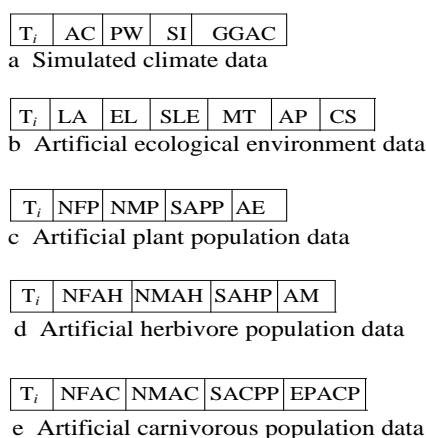 Ti AC PW SI GGAC
a Simulated climate data
Ti LA EL SLE MT AP CS
b Artificial ecological environment data
Ti NFP NMP SAPP AE
c Artificial plant population data
Ti NFAH NMAH SAHP AM
d Artificial herbivore population data
Ti NFAC NMAC SACPP EPACP
e Artificial carnivorous population data